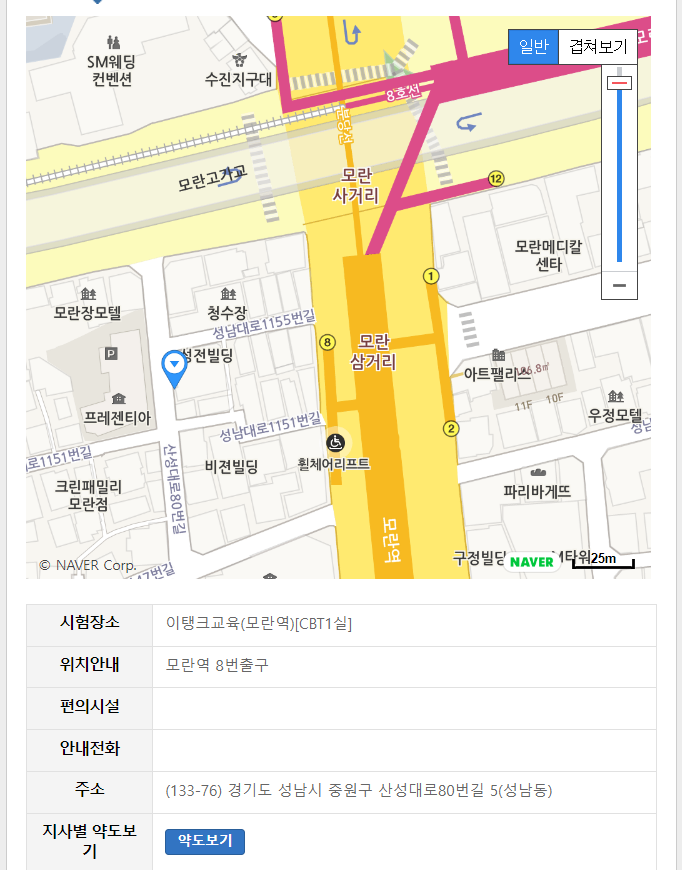 일반 겹쳐보기
SM웨딩
컨벤션
수진지구대
8호선
분당선
모란고가교
모란
사거리
12
모란메디칼
센타
1
모란장모텔
청수장
성남대로1155번길
8
모란
삼거리
P
성전빌딩
아트팰리스
11F 10F
프레젠티아
우정모텔
성남대로1151번길
2
휠체어리프트
비젼빌딩
크린패밀리
모란점
산성대로80번길
파리바게뜨
모란역
구정빌딩
© NAVER Corp.
NAVER
25m
시험장소 이탱크교육(모란역)[CBT1실]
위치안내 모란역 8번출구
편의시설
안내전화
주소 (133-76) 경기도 성남시 중원구 산성대로80번길 5(성남동)
지사별 약도보
기
약도보기